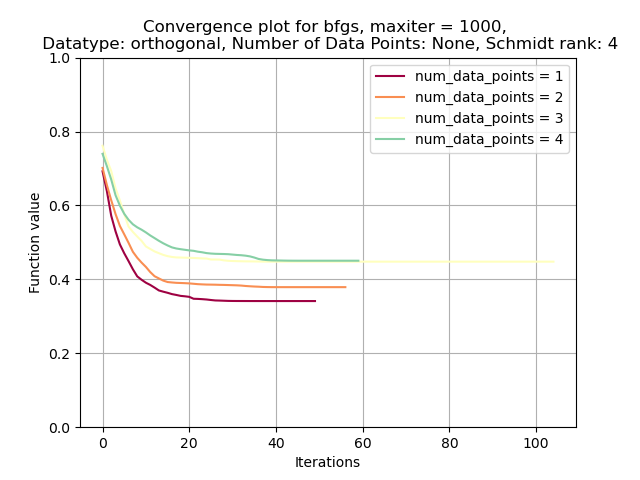 Convergence plot for bfgs, maxiter = 1000,
Datatype: orthogonal, Number of Data Points: None, Schmidt rank: 4
num_data_points = 1
num_data_points = 2
num_data_points = 3
num_data_points = 4
Function value
1.0
0.8
0.6
0.4
0.2
0.0
0 20 40 60 80 100
Iterations